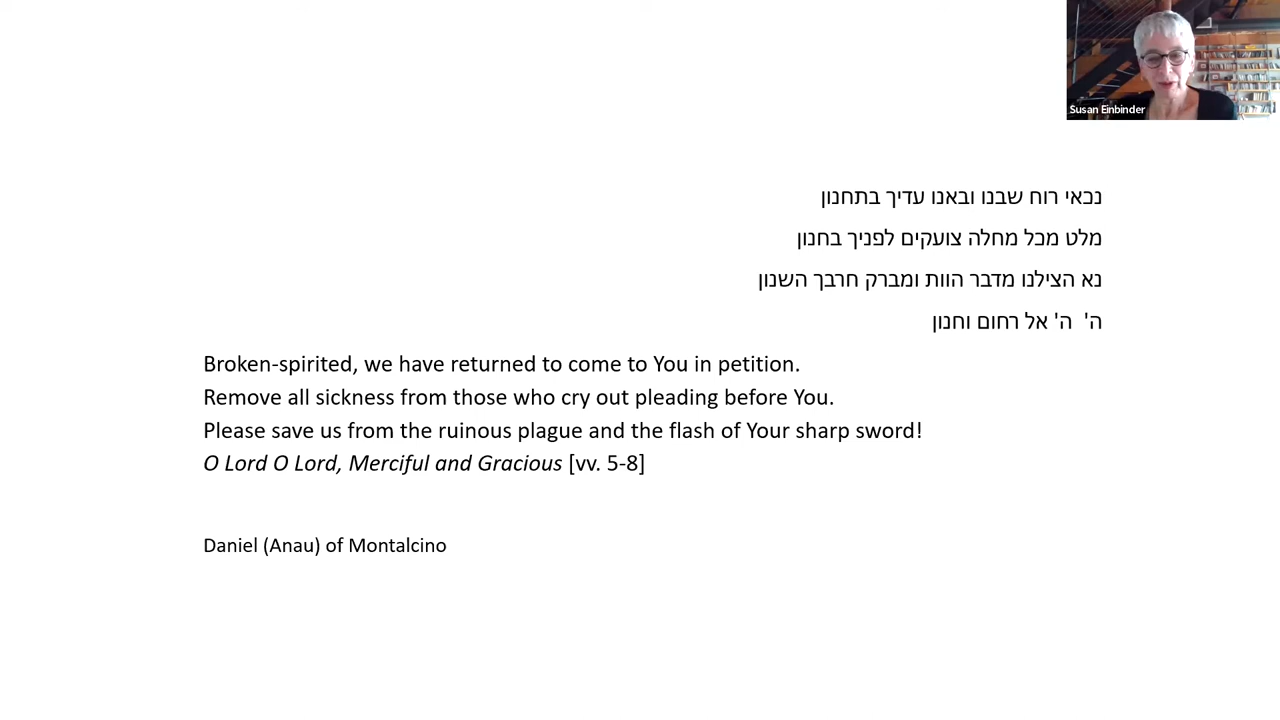 Susan Einbinder
נכאי רוח שבנו ובאנו עדיך בתחנון
מלט מכל מחלה צועקים לפניך בחנון
נא הצילנו מדבר הוות ומברק חרבך השנון
ה' ה' אל רחום וחנון
Broken-spirited, we have returned to come to You in petition.
Remove all sickness from those who cry out pleading before You.
Please save us from the ruinous plague and the flash of Your sharp sword!
O Lord O Lord, Merciful and Gracious [vv. 5-8]
Daniel (Anau) of Montalcino